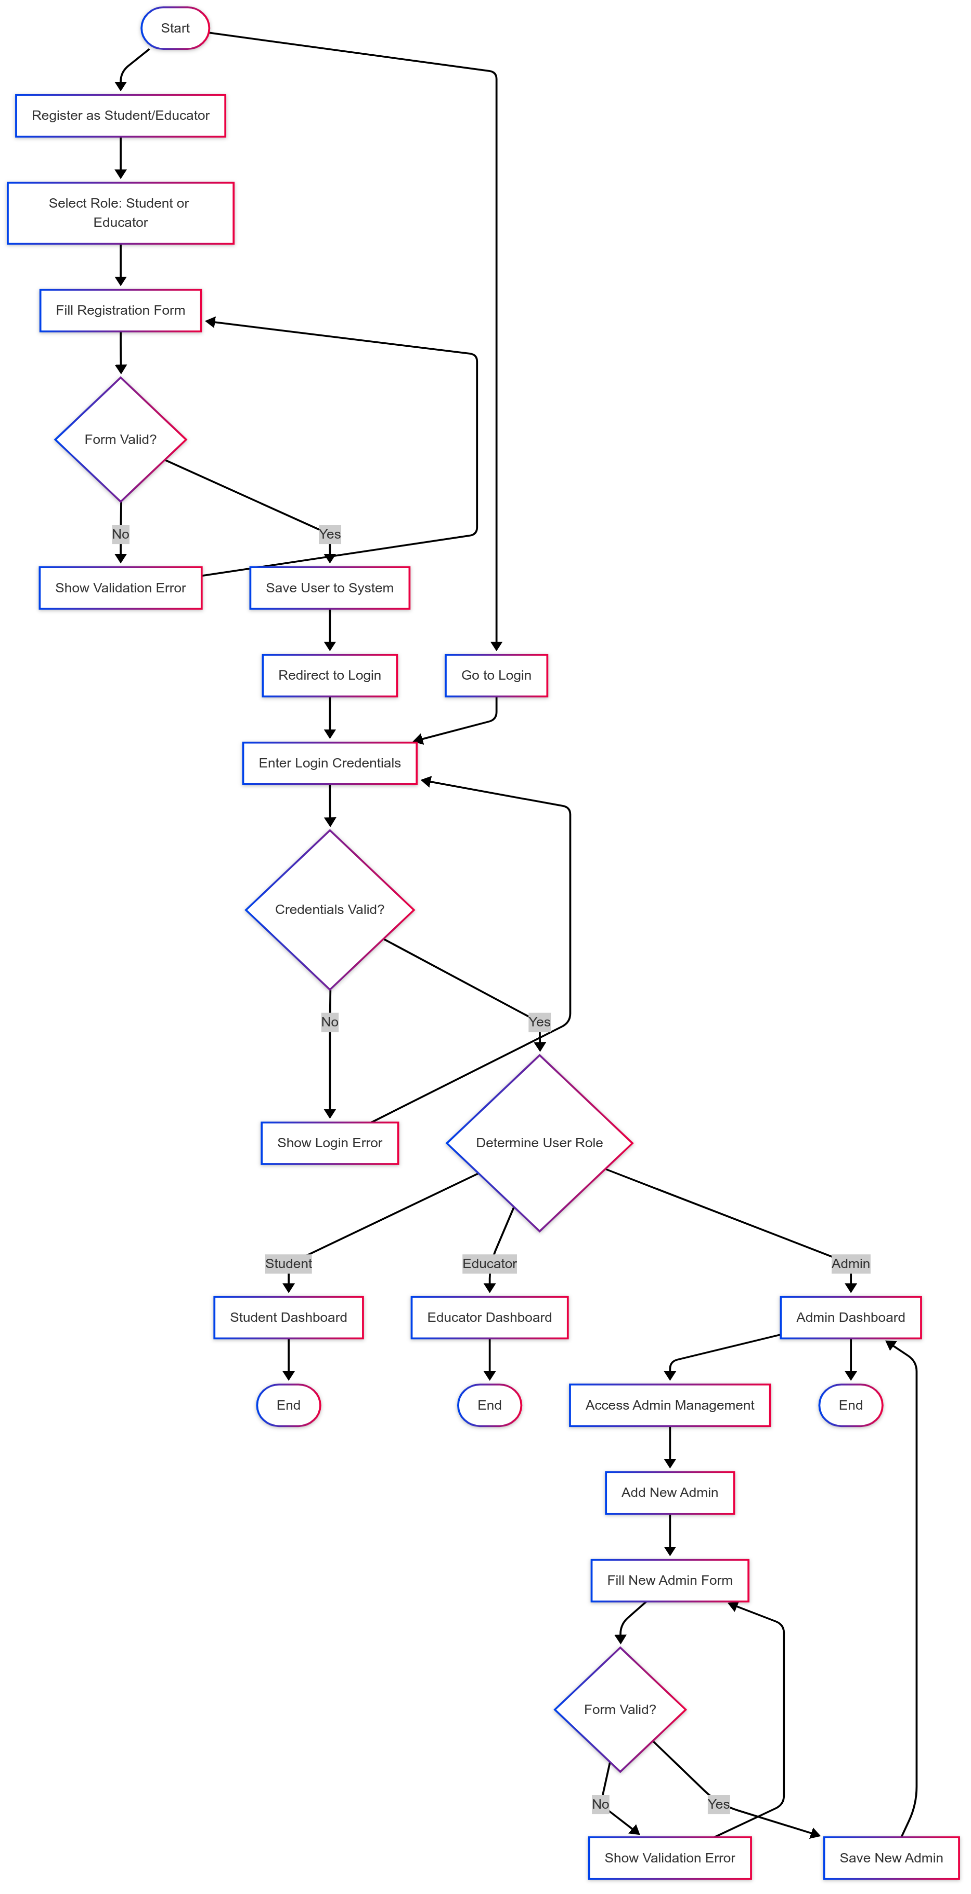 Start
Register as Student/Educator
Select Role: Student or
Educator
Fill Registration Form
Form Valid?
No
Yes
Show Validation Error
Save User to System
Redirect to Login
Go to Login
Enter Login Credentials
Credentials Valid?
No
Yes
Show Login Error
Determine User Role
Student
Educator
Admin
Student Dashboard
Educator Dashboard
Admin Dashboard
End
End
Access Admin Management
End
Add New Admin
Fill New Admin Form
Form Valid?
No
Yes
Show Validation Error
Save New Admin